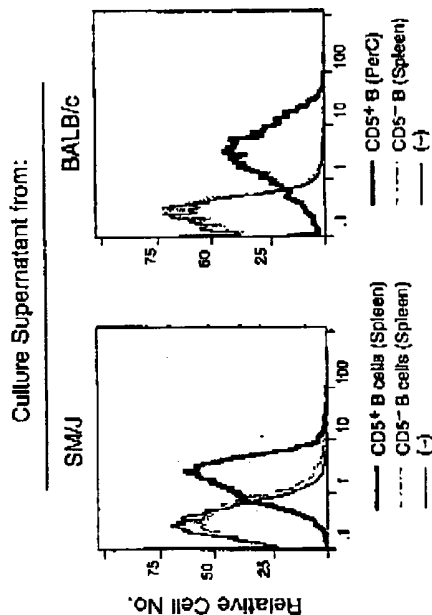 Culture Supernatant from:
SM/J
BALB/c
Relative Cell No.
75
50
25
.1
1
10
100
75
60
25
.1
1
10
100
CD5+ B cells (Spleen)
CD5− B cells (Spleen)
(-)
CD5+ B (PerC)
CD5− B (Spleen)
(-)